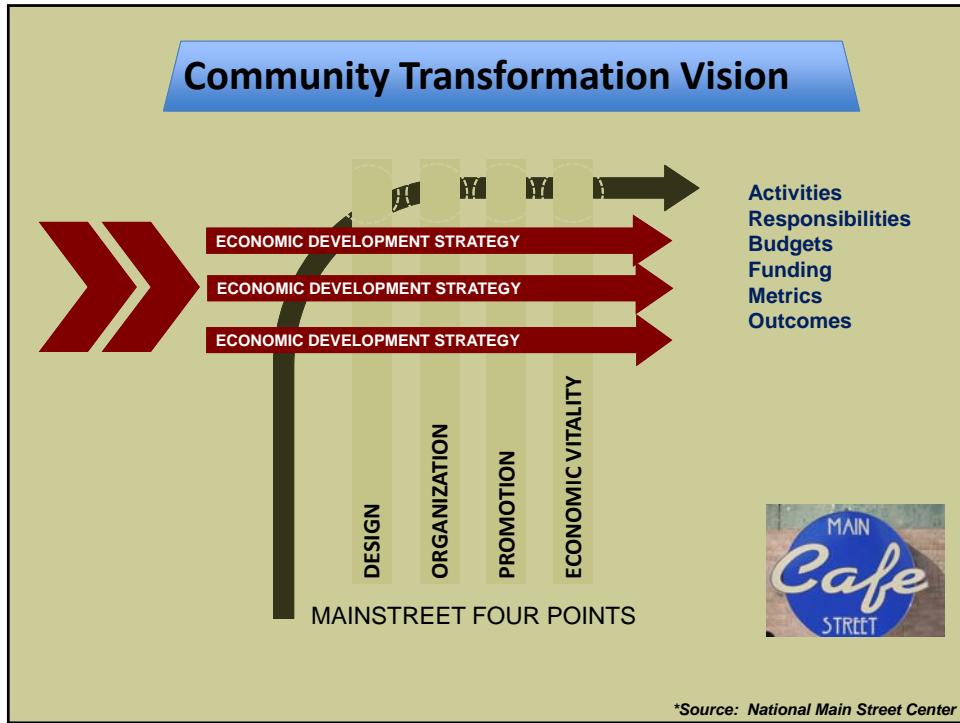 Community Transformation Vision
ECONOMIC DEVELOPMENT STRATEGY
ECONOMIC DEVELOPMENT STRATEGY
ECONOMIC DEVELOPMENT STRATEGY
Activities
Responsibilities
Budgets
Funding
Metrics
Outcomes
DESIGN
ORGANIZATION
PROMOTION
ECONOMIC VITALITY
MAINSTREET FOUR POINTS
MAIN
Cafe
STREET
*Source: National Main Street Center